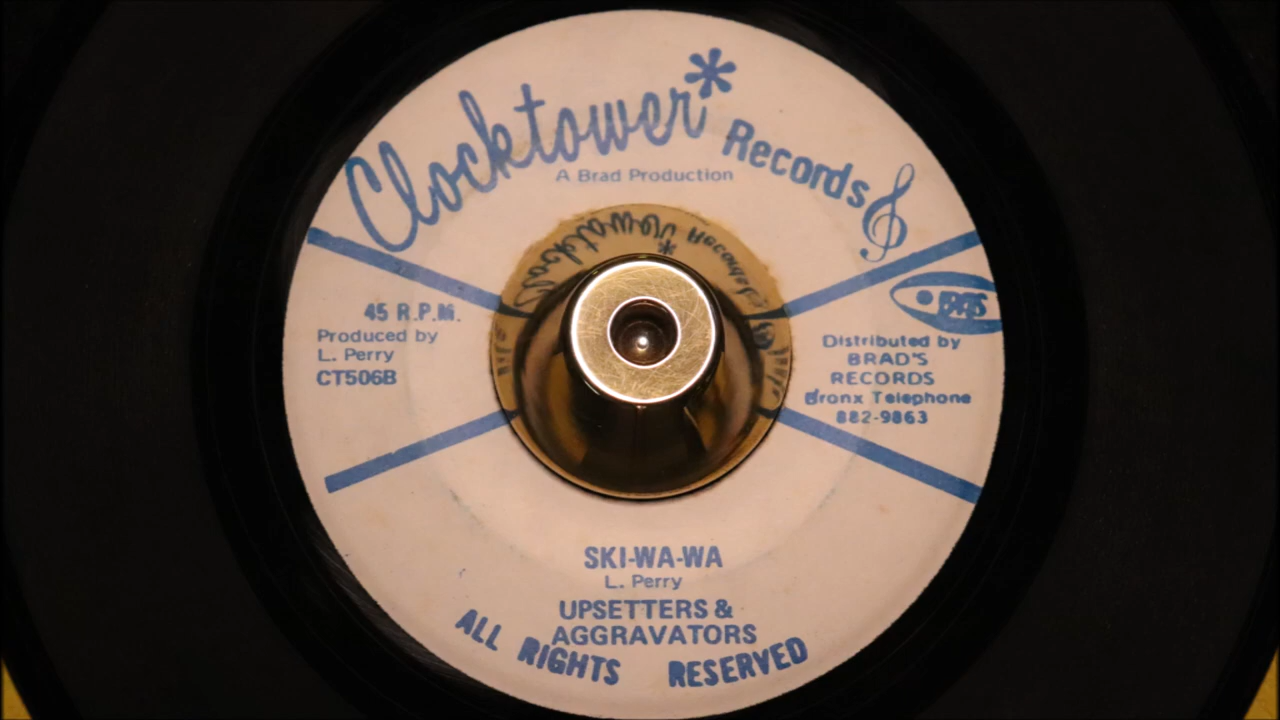 Clocktower* Records
A Brad Production
45 R.P.M.
Produced by
L. Perry
CT506B
Distributed by
BRAD'S
RECORDS
Bronx Telephone
882-9863
SKI-WA-WA
L. Perry
UPSETTERS &
AGGRAVATORS
ALL RIGHTS RESERVED